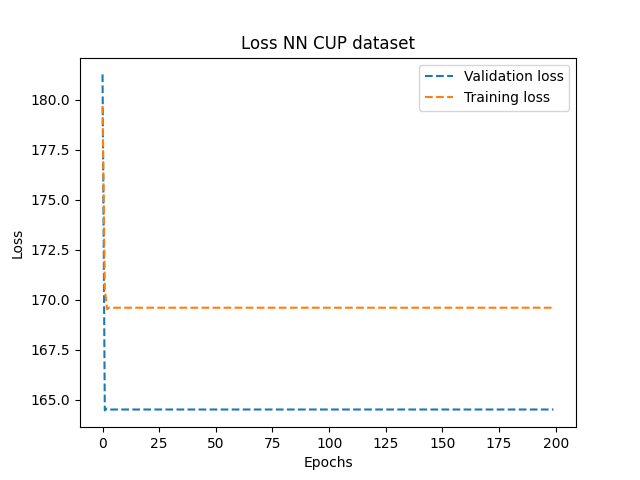 Loss NN CUP dataset
Validation loss
Training loss
180.0
177.5
175.0
172.5
170.0
167.5
165.0
Loss
0 25 50 75 100 125 150 175 200
Epochs